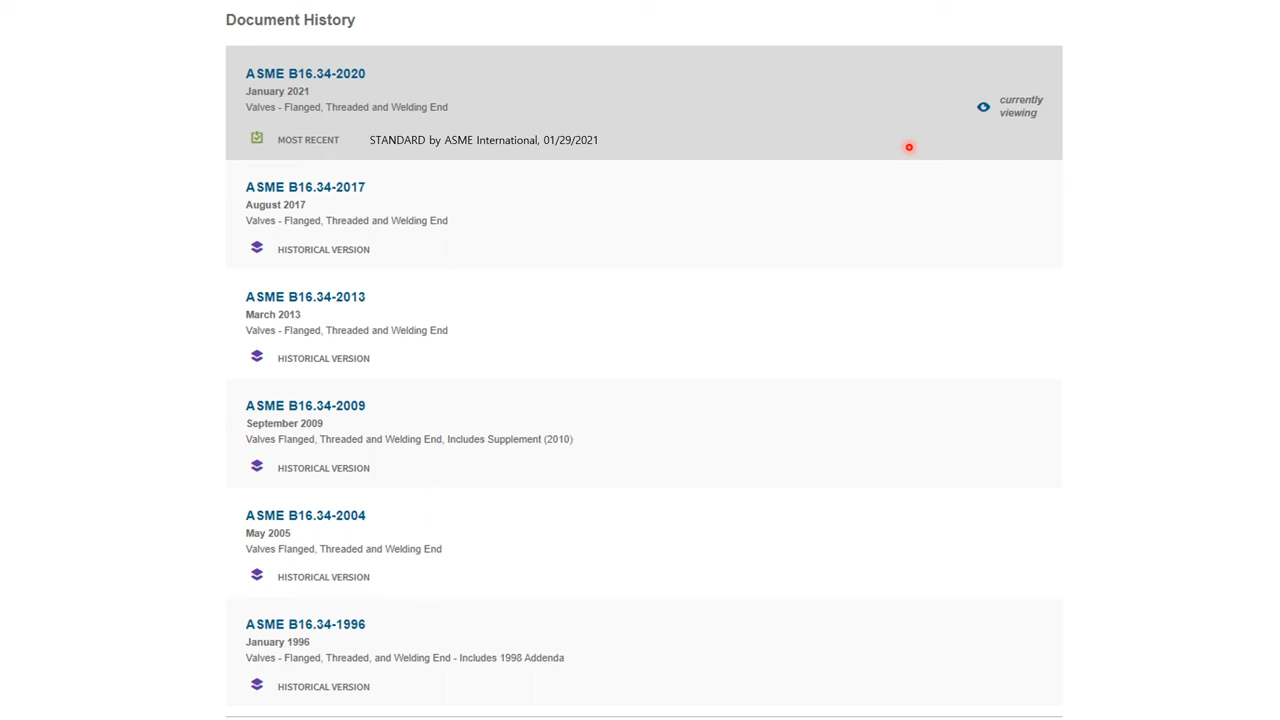 Document History
ASME B16.34-2020
January 2021
Valves - Flanged, Threaded and Welding End
currently
viewing
MOST RECENT STANDARD by ASME International, 01/29/2021
ASME B16.34-2017
August 2017
Valves - Flanged, Threaded and Welding End
HISTORICAL VERSION
ASME B16.34-2013
March 2013
Valves - Flanged, Threaded and Welding End
HISTORICAL VERSION
ASME B16.34-2009
September 2009
Valves Flanged, Threaded and Welding End, Includes Supplement (2010)
HISTORICAL VERSION
ASME B16.34-2004
May 2005
Valves Flanged, Threaded and Welding End
HISTORICAL VERSION
ASME B16.34-1996
January 1996
Valves - Flanged, Threaded, and Welding End - Includes 1998 Addenda
HISTORICAL VERSION